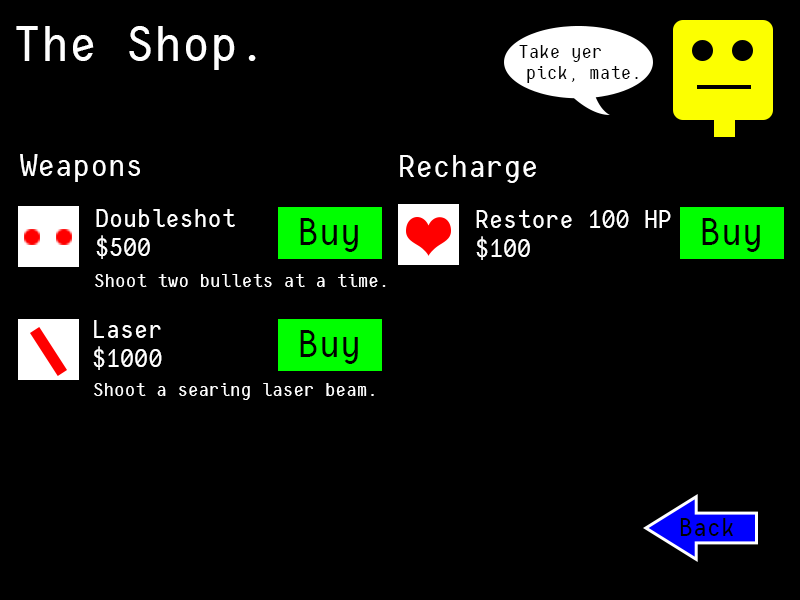 The Shop.
Take yer
pick, mate.
Weapons
Doubleshot
$500
Buy
Shoot two bullets at a time.
Laser
$1000
Buy
Shoot a searing laser beam.
Recharge
Restore 100 HP
$100
Buy
Back